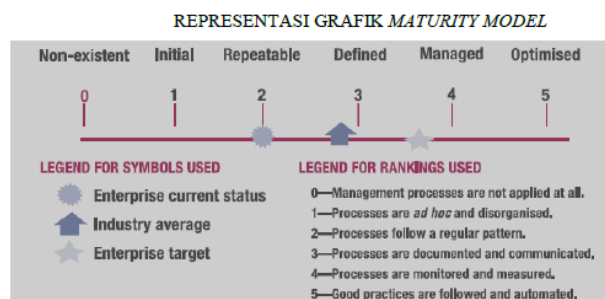 REPRESENTASI GRAFIK MATURITY MODEL
Non-existent Initial Repeatable Defined Managed Optimised
0 1 2 3 4 5
LEGEND FOR SYMBOLS USED
Enterprise current status
Industry average
Enterprise target
LEGEND FOR RANKINGS USED
0—Management processes are not applied at all.
1—Processes are ad hoc and disorganised.
2—Processes follow a regular pattern.
3—Processes are documented and communicated.
4—Processes are monitored and measured.
5—Good practices are followed and automated.